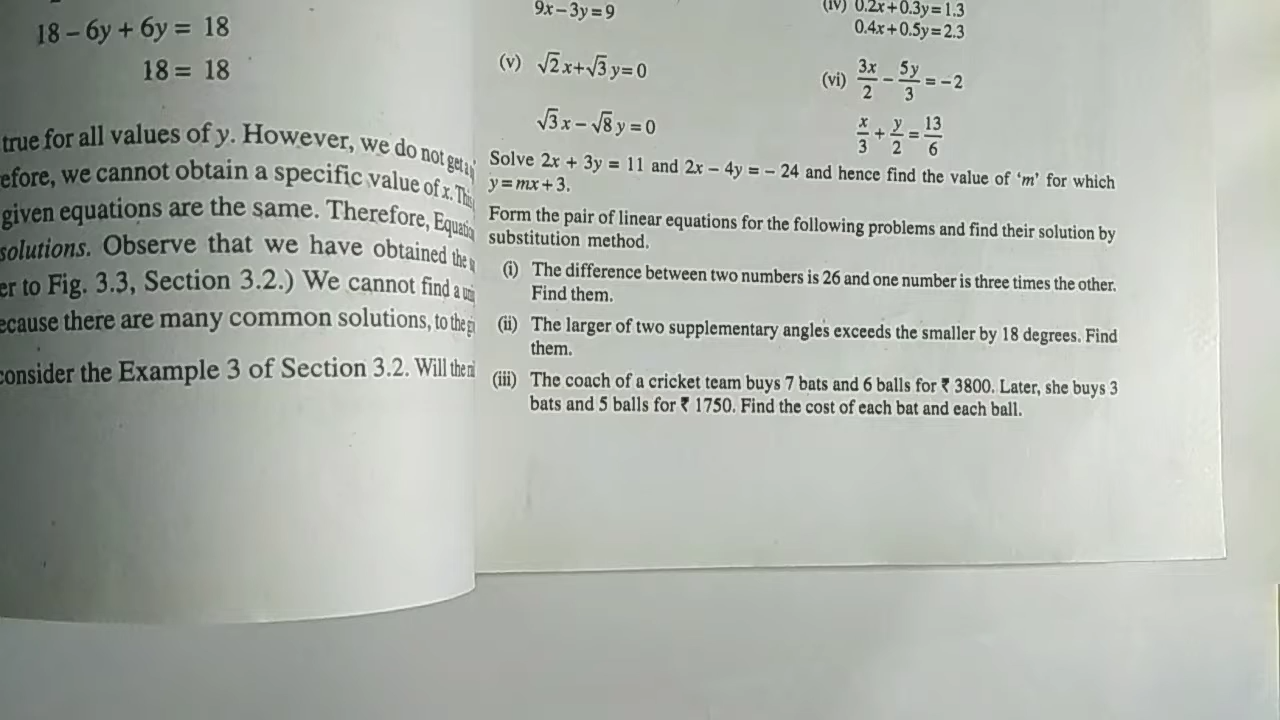 18 – 6y + 6y = 18
18 = 18
true for all values of y. However, we do not get a
efore, we cannot obtain a specific value of x. This
given equations are the same. Therefore, Equatio
solutions. Observe that we have obtained the
er to Fig. 3.3, Section 3.2.) We cannot find a
ecause there are many common solutions, to the
consider the Example 3 of Section 3.2. Will the
9x – 3y = 9
(iv) 0.2x + 0.3y = 1.3
0.4x + 0.5y = 2.3
(v) √2 x + √3 y = 0
√3 x – √8 y = 0
(vi) 3x/2 – 5y/3 = – 2
x/3 + y/2 = 13/6
Solve 2x + 3y = 11 and 2x – 4y = – 24 and hence find the value of ‘m’ for which
y = mx + 3.
Form the pair of linear equations for the following problems and find their solution by
substitution method.
(i) The difference between two numbers is 26 and one number is three times the other.
Find them.
(ii) The larger of two supplementary angles exceeds the smaller by 18 degrees. Find
them.
(iii) The coach of a cricket team buys 7 bats and 6 balls for ₹ 3800. Later, she buys 3
bats and 5 balls for ₹ 1750. Find the cost of each bat and each ball.